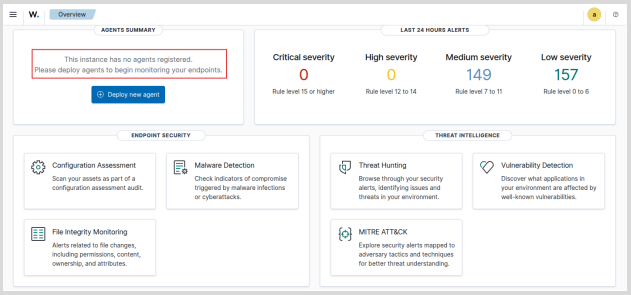 W. Overview
a
AGENTS SUMMARY
This instance has no agents registered.
Please deploy agents to begin monitoring your endpoints.
Deploy new agent
LAST 24 HOURS ALERTS
Critical severity
0
Rule level 15 or higher
High severity
0
Rule level 12 to 14
Medium severity
149
Rule level 7 to 11
Low severity
157
Rule level 0 to 6
ENDPOINT SECURITY
Configuration Assessment
Scan your assets as part of a
configuration assessment audit.
Malware Detection
Check indicators of compromise
triggered by malware infections
or cyberattacks.
File Integrity Monitoring
Alerts related to file changes,
including permissions, content,
ownership, and attributes.
THREAT INTELLIGENCE
Threat Hunting
Browse through your security
alerts, identifying issues and
threats in your environment.
Vulnerability Detection
Discover what applications in
your environment are affected by
well-known vulnerabilities.
MITRE ATT&CK
Explore security alerts mapped to
adversary tactics and techniques
for better threat understanding.